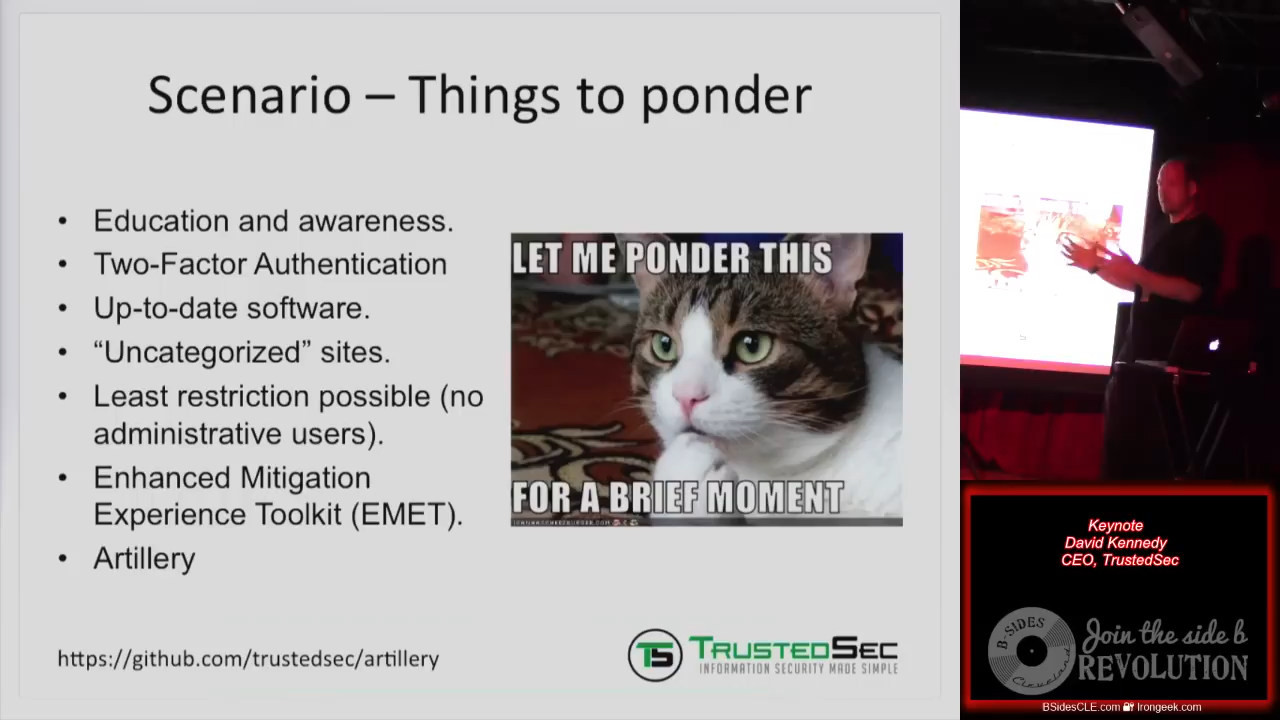 Scenario – Things to ponder
• Education and awareness.
• Two-Factor Authentication
• Up-to-date software.
• “Uncategorized” sites.
• Least restriction possible (no
administrative users).
• Enhanced Mitigation
Experience Toolkit (EMET).
• Artillery
LET ME PONDER THIS
FOR A BRIEF MOMENT
https://github.com/trustedsec/artillery
TS TRUSTEDSEC
INFORMATION SECURITY MADE SIMPLE
Keynote
David Kennedy
CEO, TrustedSec
B-SIDES
Cleveland
Join the side b
REVOLUTION
BSidesCLE.com Irongeek.com